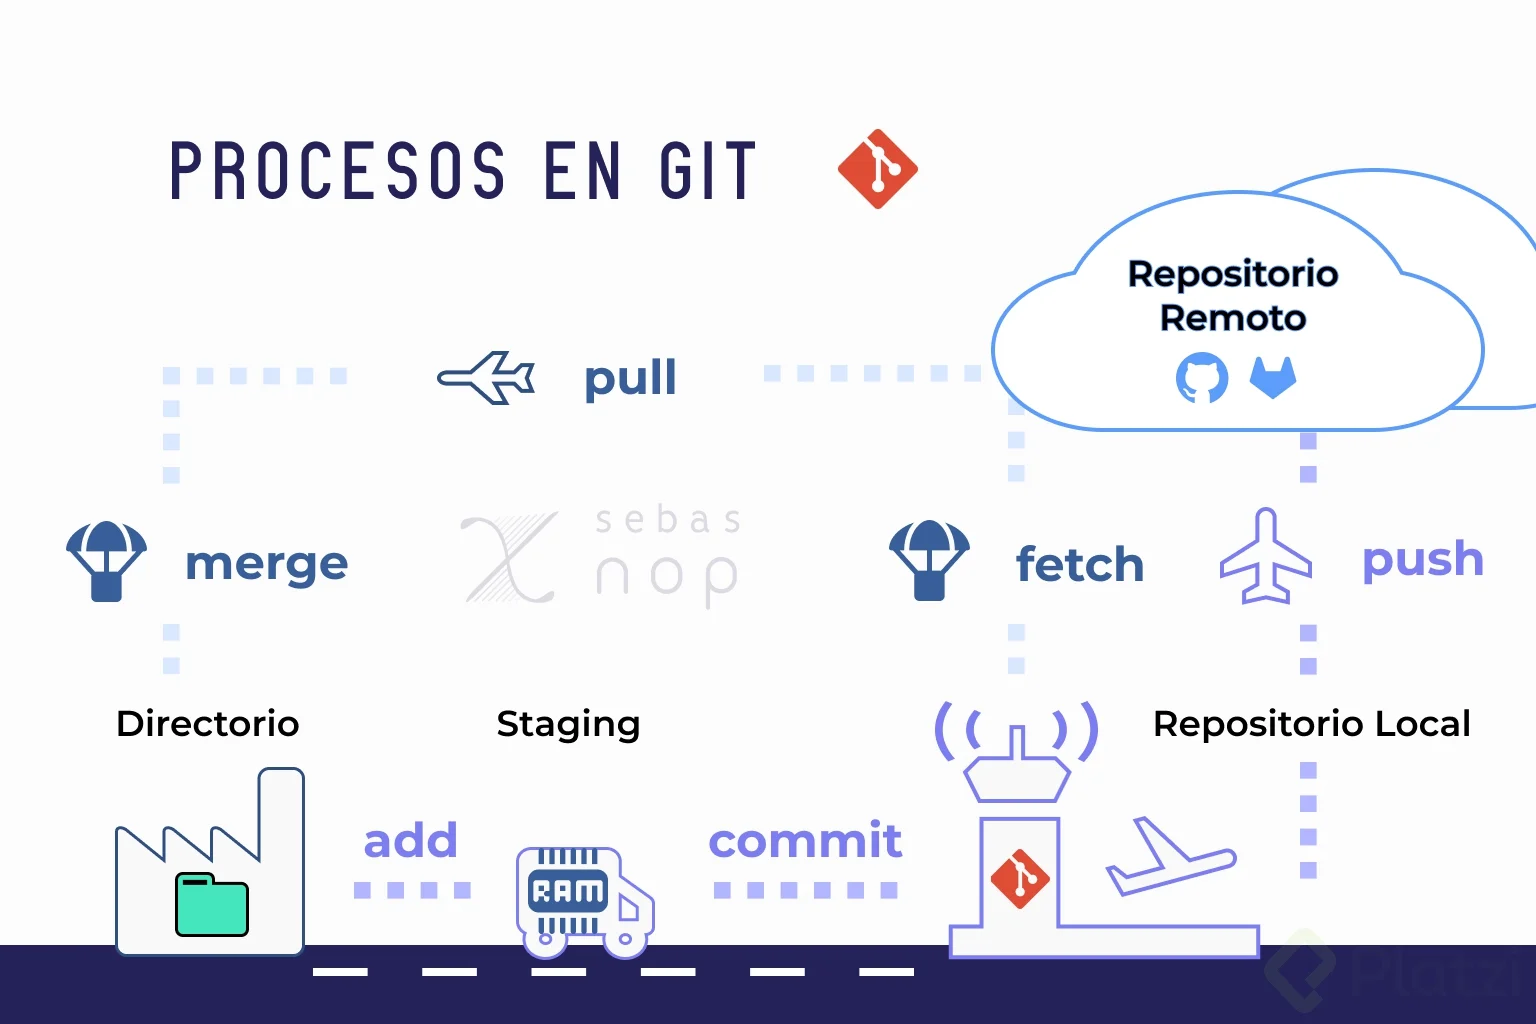 PROCESOS EN GIT
Repositorio
Remoto
pull
merge
sebas
nop
fetch
push
Directorio
Staging
Repositorio Local
add
commit
RAM
Platzi